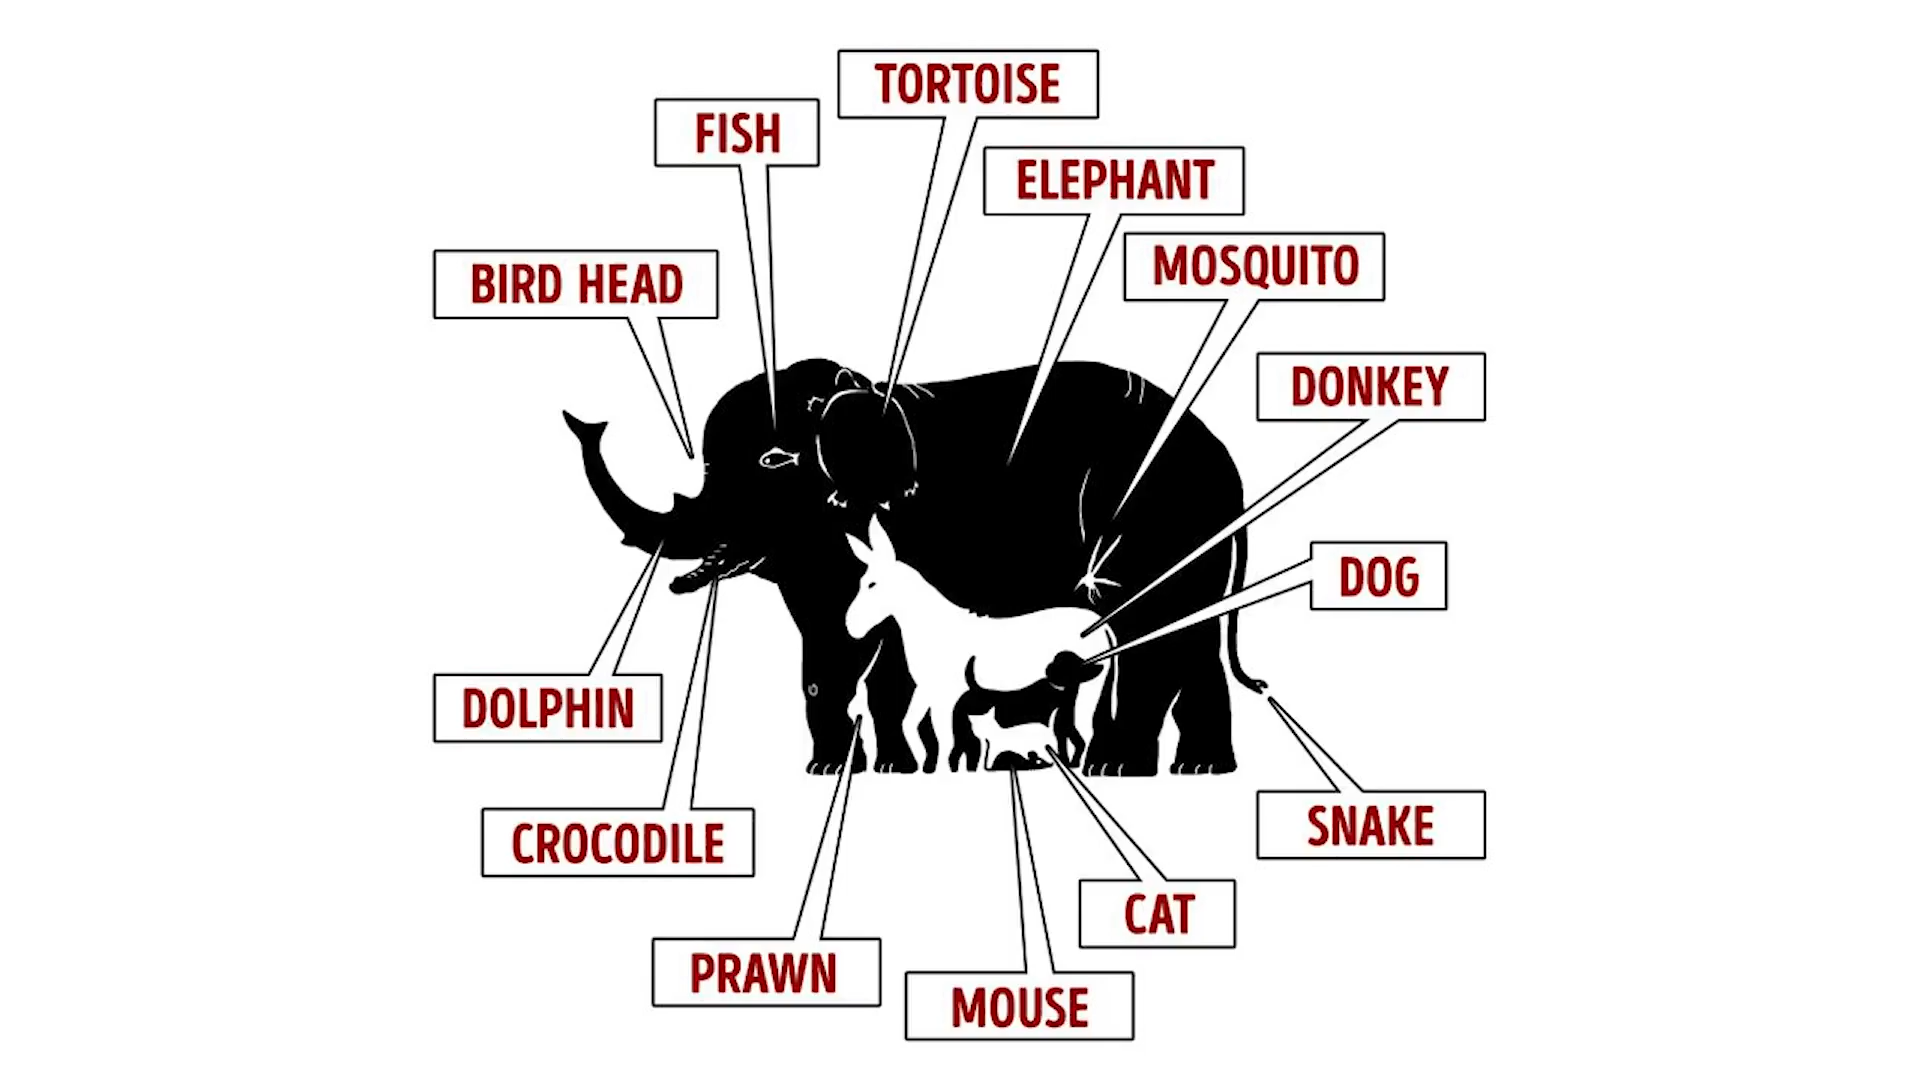 TORTOISE
FISH
ELEPHANT
MOSQUITO
BIRD HEAD
DONKEY
DOG
DOLPHIN
SNAKE
CROCODILE
CAT
PRAWN
MOUSE